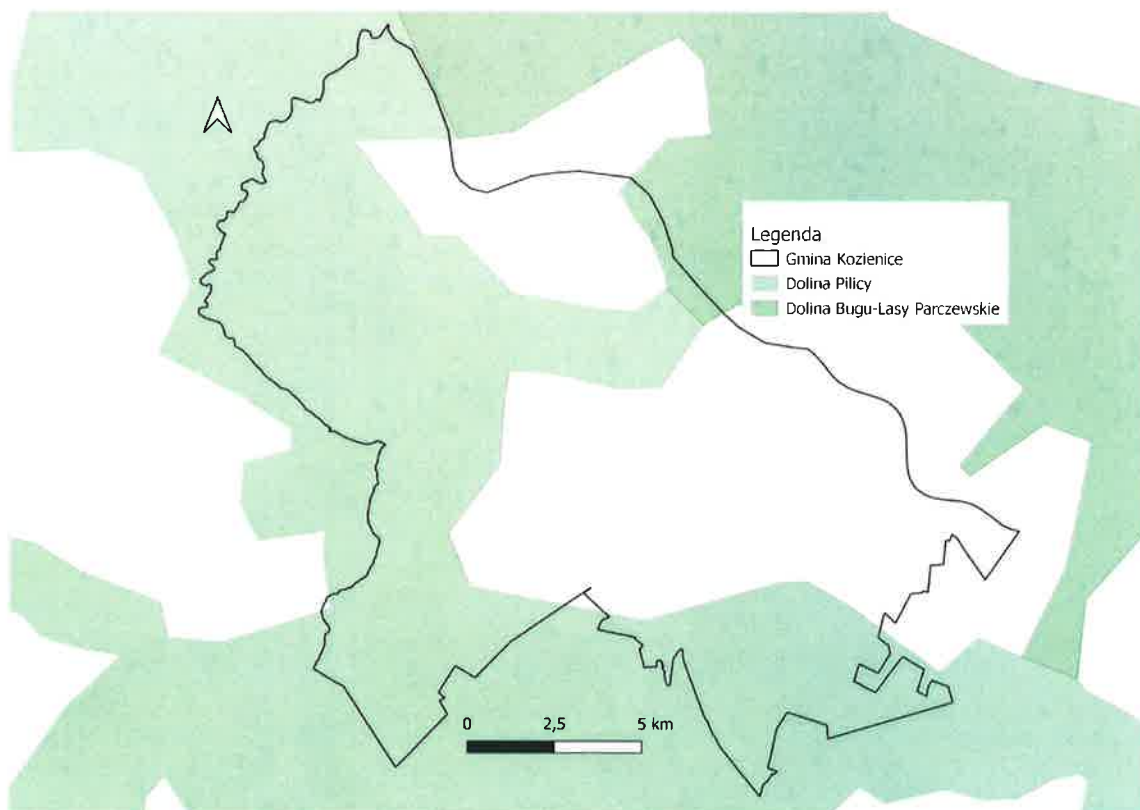 Legenda
Gmina Kozienice
Dolina Pilicy
Dolina Bugu-Lasy Parczewskie
0 2,5 5 km